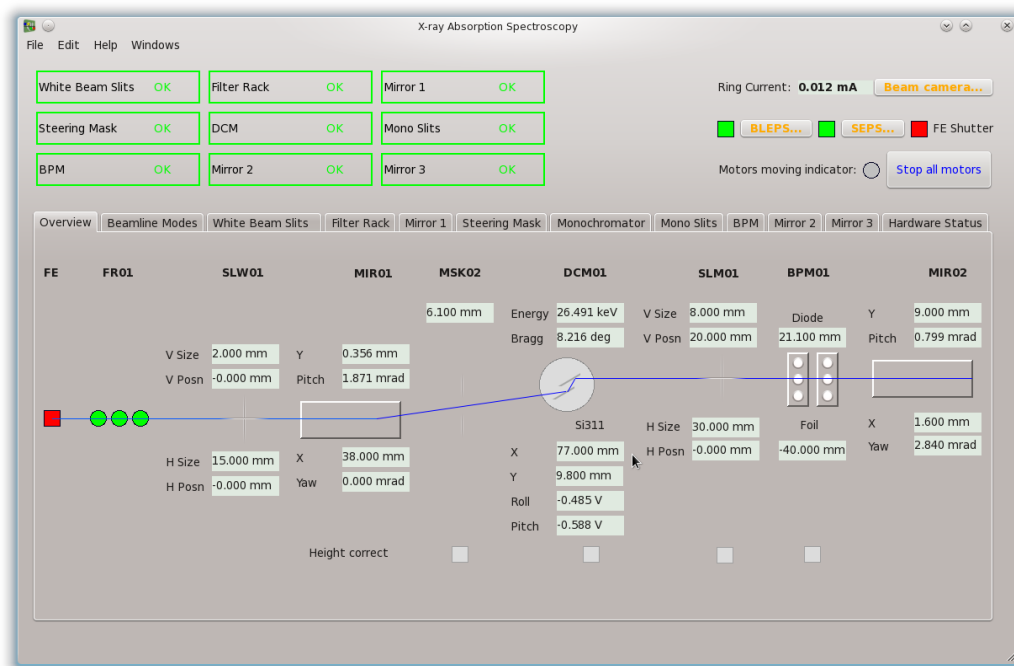 X-ray Absorption Spectroscopy
File Edit Help Windows
White Beam Slits OK Filter Rack OK Mirror 1 OK Ring Current: 0.012 mA Beam camera...
Steering Mask OK DCM OK Mono Slits OK BLEPS... SEPS... FE Shutter
BPM OK Mirror 2 OK Mirror 3 OK Motors moving indicator: Stop all motors
Overview Beamline Modes White Beam Slits Filter Rack Mirror 1 Steering Mask Monochromator Mono Slits BPM Mirror 2 Mirror 3 Hardware Status
FE FR01 SLW01 MIR01 MSK02 DCM01 SLM01 BPM01 MIR02
6.100 mm Energy 26.491 keV V Size 8.000 mm Diode Y 9.000 mm
Bragg 8.216 deg V Posn 20.000 mm 21.100 mm Pitch 0.799 mrad
V Size 2.000 mm Y 0.356 mm
V Posn -0.000 mm Pitch 1.871 mrad
Si311 H Size 30.000 mm Foil X 1.600 mm
H Size 15.000 mm X 38.000 mm X 77.000 mm H Posn -0.000 mm -40.000 mm Yaw 2.840 mrad
H Posn -0.000 mm Yaw 0.000 mrad Y 9.800 mm
Roll -0.485 V
Pitch -0.588 V
Height correct